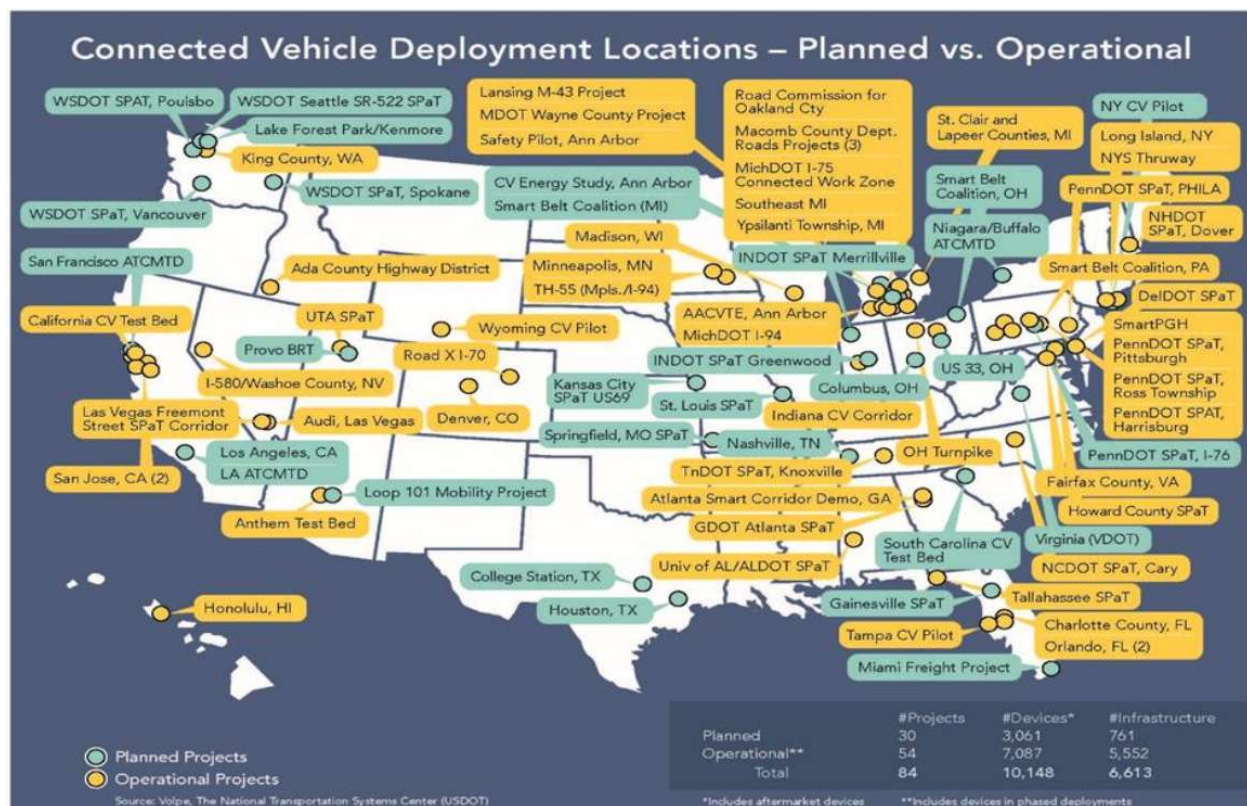 Connected Vehicle Deployment Locations – Planned vs. Operational
WSDOT SPAT, Poulsbo
WSDOT Seattle SR-522 SPaT
Lake Forest Park/Kenmore
King County, WA
WSDOT SPaT, Spokane
WSDOT SPaT, Vancouver
San Francisco ATCMTD
Ada County Highway District
California CV Test Bed
UTA SPaT
Provo BRT
Wyoming CV Pilot
Road X I-70
I-580/Washoe County, NV
Las Vegas Freemont
Street SPaT Corridor
Audi, Las Vegas
Denver, CO
Los Angeles, CA
LA ATCMTD
San Jose, CA (2)
Loop 101 Mobility Project
Anthem Test Bed
Honolulu, HI
Lansing M-43 Project
MDOT Wayne County Project
Safety Pilot, Ann Arbor
Road Commission for
Oakland Cty
Macomb County Dept.
Roads Projects (3)
MichDOT I-75
Connected Work Zone
Southeast MI
Ypsilanti Township, MI
CV Energy Study, Ann Arbor
Smart Belt Coalition (MI)
Madison, WI
Minneapolis, MN
TH-55 (Mpls./I-94)
INDOT SPaT Merrillville
AACVTE, Ann Arbor
MichDOT I-94
INDOT SPaT Greenwood
Kansas City
SPaT US69
St. Louis SPaT
Columbus, OH
Indiana CV Corridor
Springfield, MO SPaT
Nashville, TN
TnDOT SPaT, Knoxville
OH Turnpike
Atlanta Smart Corridor Demo, GA
GDOT Atlanta SPaT
Univ of AL/ALDOT SPaT
South Carolina CV
Test Bed
College Station, TX
Houston, TX
Gainesville SPaT
Tallahassee SPaT
Tampa CV Pilot
Charlotte County, FL
Orlando, FL (2)
Miami Freight Project
St. Clair and
Lapeer Counties, MI
Smart Belt
Coalition, OH
Niagara/Buffalo
ATCMTD
NY CV Pilot
Long Island, NY
NYS Thruway
PennDOT SPaT, PHILA
NHDOT
SPaT, Dover
Smart Belt Coalition, PA
DelDOT SPaT
SmartPGH
PennDOT SPaT,
Pittsburgh
PennDOT SPaT,
Ross Township
PennDOT SPAT,
Harrisburg
US 33, OH
PennDOT SPaT, I-76
Fairfax County, VA
Howard County SPaT
Virginia (VDOT)
NCDOT SPaT, Cary
Planned Projects
Operational Projects
Source: Volpe, The National Transportation Systems Center (USDOT)
#Projects #Devices* #Infrastructure
Planned 30 3,061 761
Operational** 54 7,087 5,552
Total 84 10,148 6,613
*Includes aftermarket devices **Includes devices in phased deployments